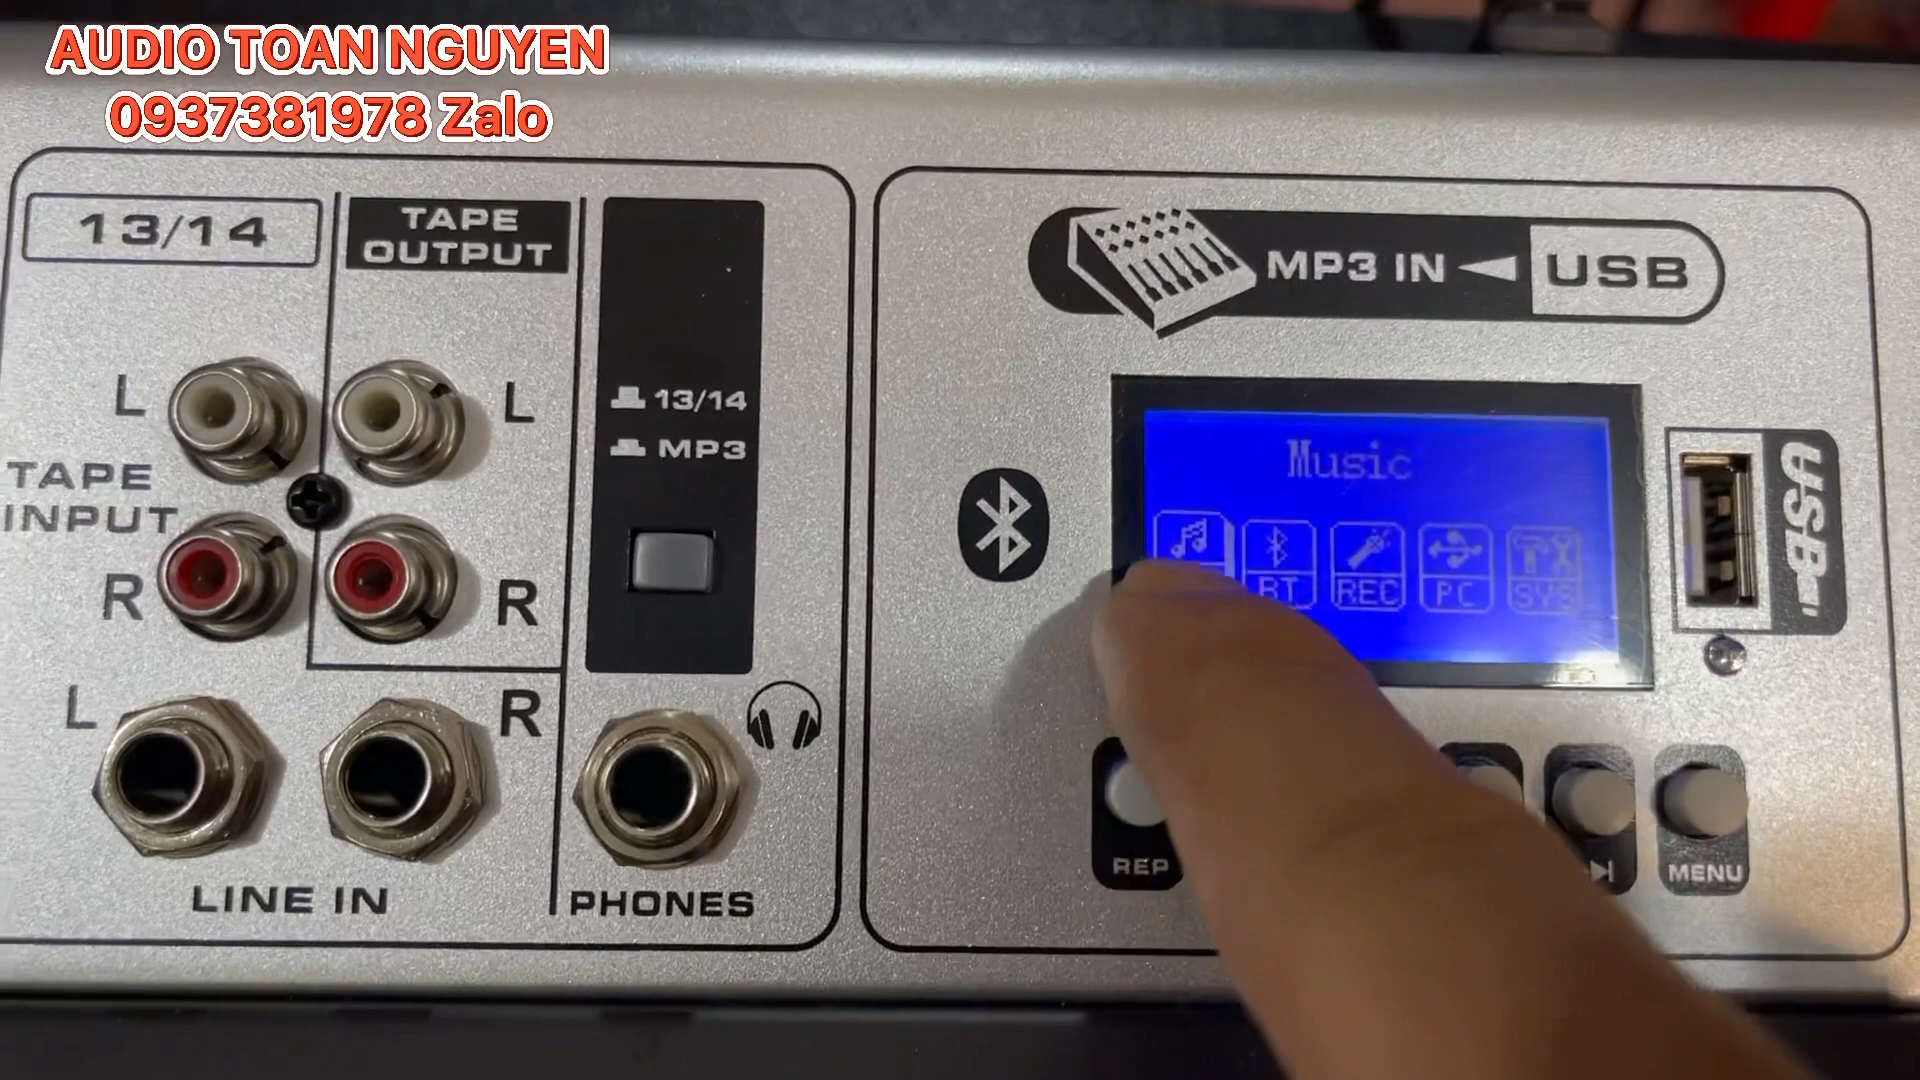 AUDIO TOAN NGUYEN
0937381978 Zalo
13/14
TAPE
OUTPUT
13/14
MP3
L
L
TAPE
INPUT
R
R
L
R
LINE IN
PHONES
MP3 IN
USB
Music
BT
REC
PC
SYS
USB
REP
MENU